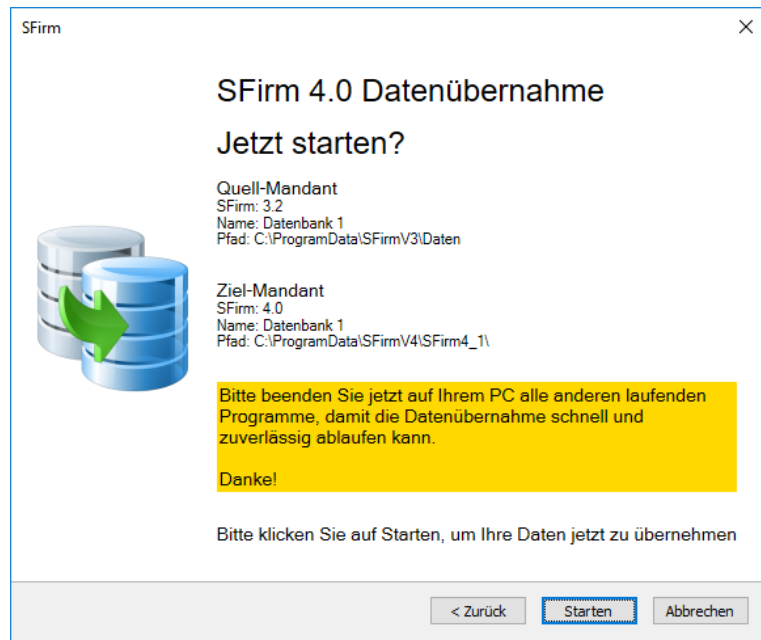 SFirm
SFirm 4.0 Datenübernahme
Jetzt starten?
Quell-Mandant
SFirm: 3.2
Name: Datenbank 1
Pfad: C:\ProgramData\SFirmV3\Daten
Ziel-Mandant
SFirm: 4.0
Name: Datenbank 1
Pfad: C:\ProgramData\SFirmV4\SFirm4_1\
Bitte beenden Sie jetzt auf Ihrem PC alle anderen laufenden
Programme, damit die Datenübernahme schnell und
zuverlässig ablaufen kann.
Danke!
Bitte klicken Sie auf Starten, um Ihre Daten jetzt zu übernehmen
< Zurück Starten Abbrechen